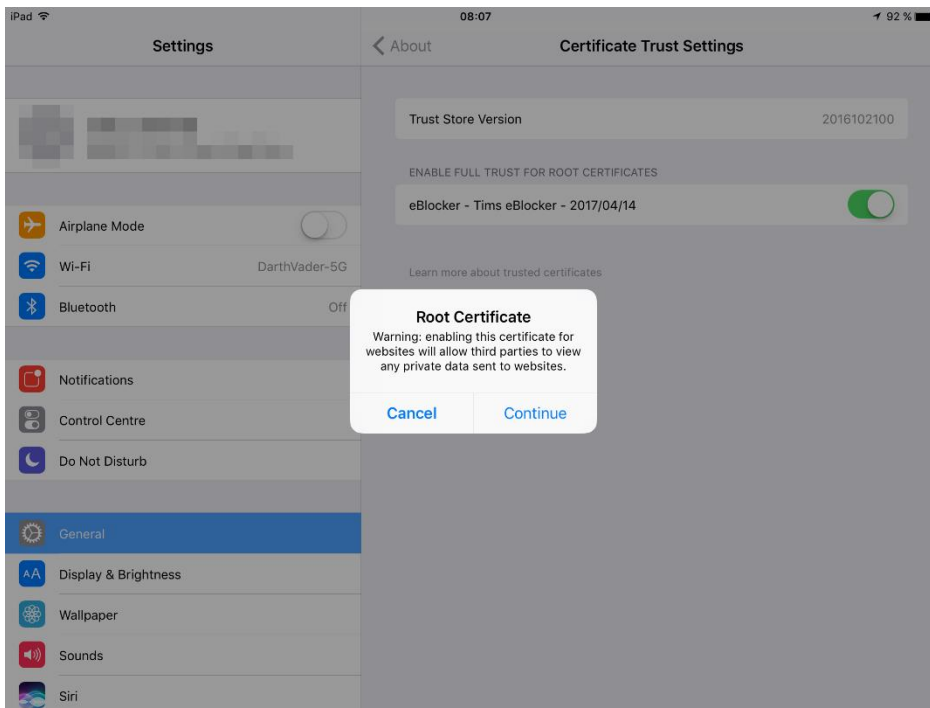 iPad
08:07
92 %
Settings
About
Certificate Trust Settings
Trust Store Version
2016102100
ENABLE FULL TRUST FOR ROOT CERTIFICATES
eBlocker - Tims eBlocker - 2017/04/14
Learn more about trusted certificates
Airplane Mode
Wi-Fi
DarthVader-5G
Bluetooth
Off
Notifications
Control Centre
Do Not Disturb
General
AA
Display & Brightness
Wallpaper
Sounds
Siri
Root Certificate
Warning: enabling this certificate for
websites will allow third parties to view
any private data sent to websites.
Cancel
Continue